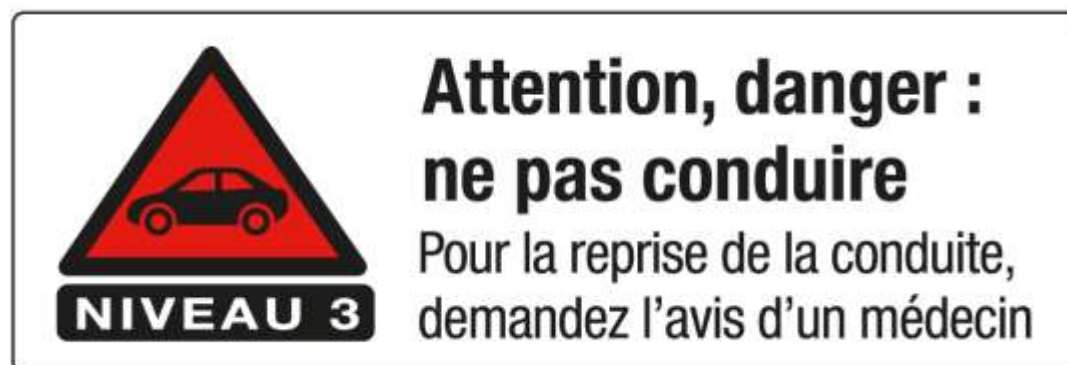 Attention, danger :
ne pas conduire
Pour la reprise de la conduite,
demandez l'avis d'un médecin
NIVEAU 3